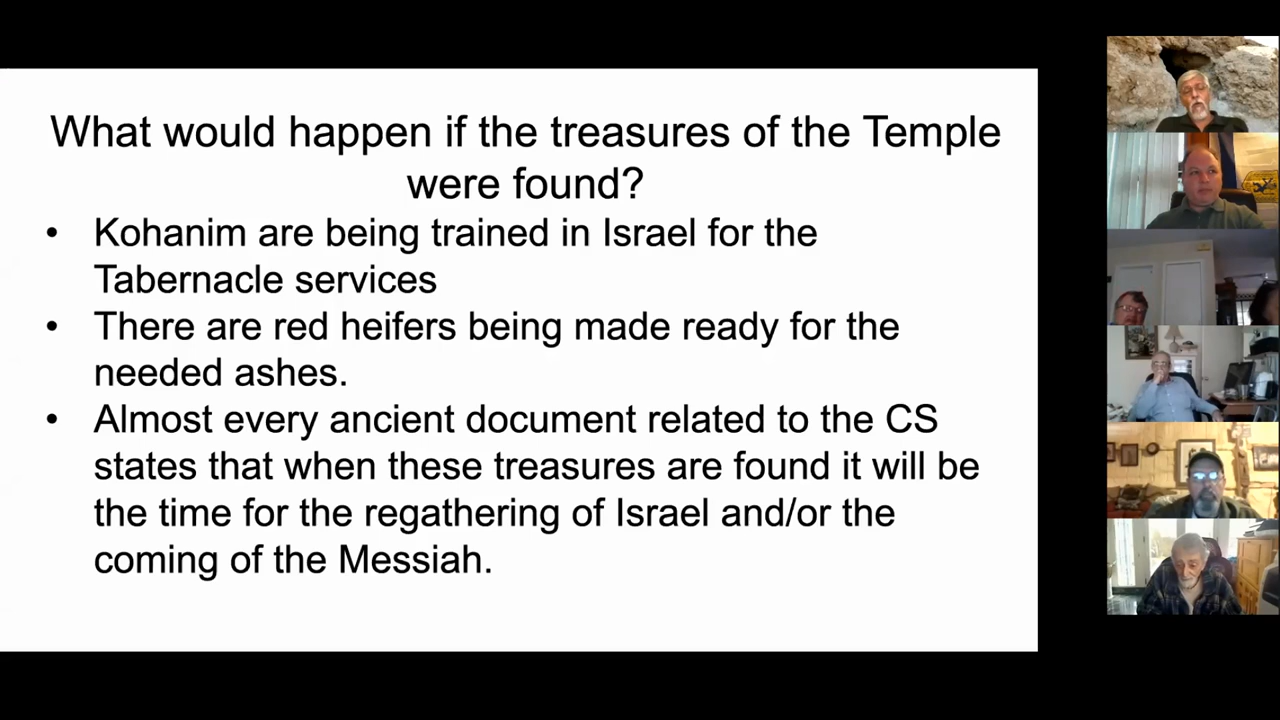 What would happen if the treasures of the Temple
were found?
• Kohanim are being trained in Israel for the
Tabernacle services
• There are red heifers being made ready for the
needed ashes.
• Almost every ancient document related to the CS
states that when these treasures are found it will be
the time for the regathering of Israel and/or the
coming of the Messiah.